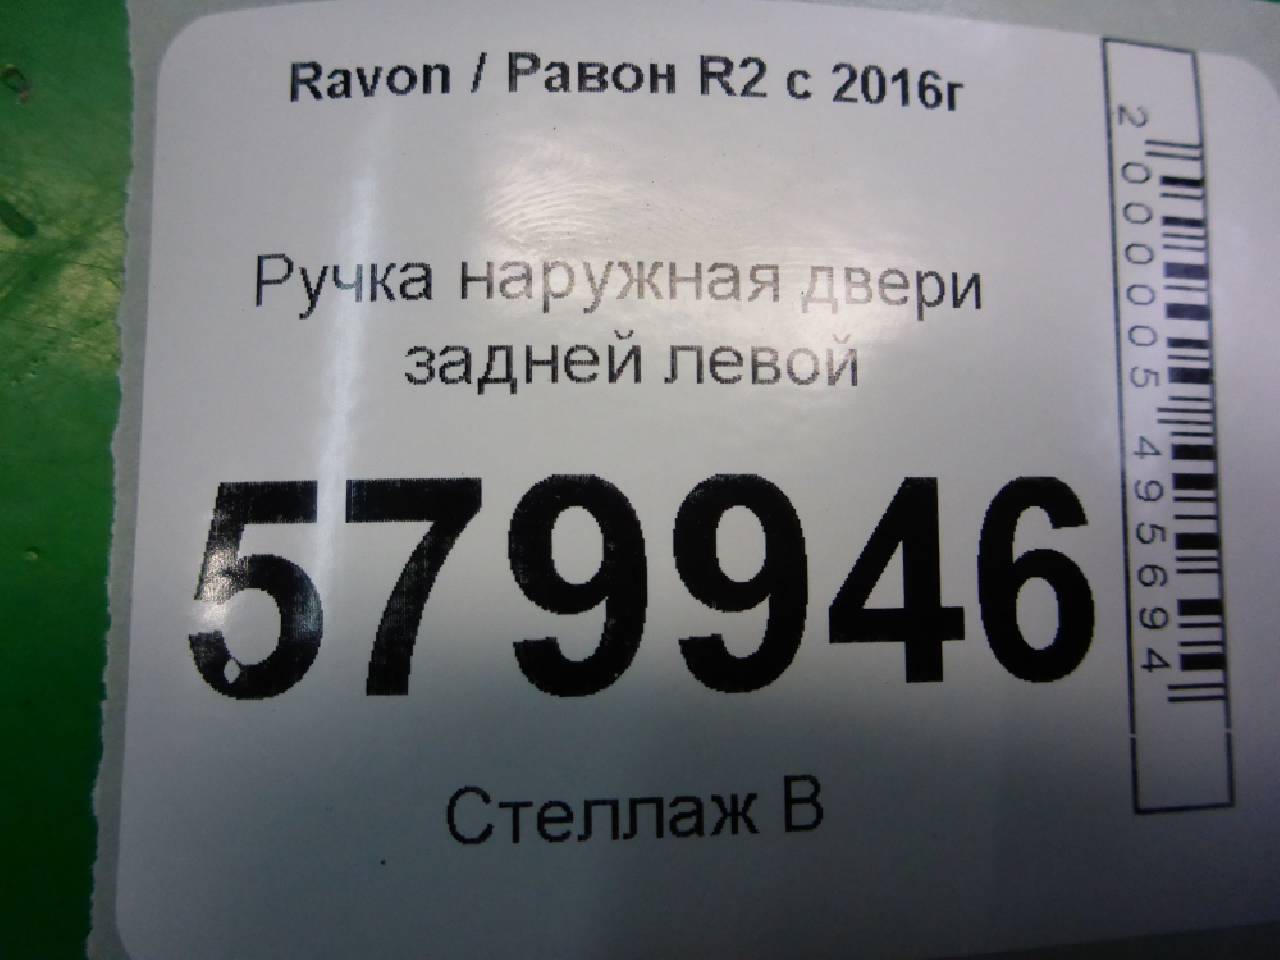 Ravon / Равон R2 с 2016г
Ручка наружная двери
задней левой
579946
Стеллаж В
2000005495694